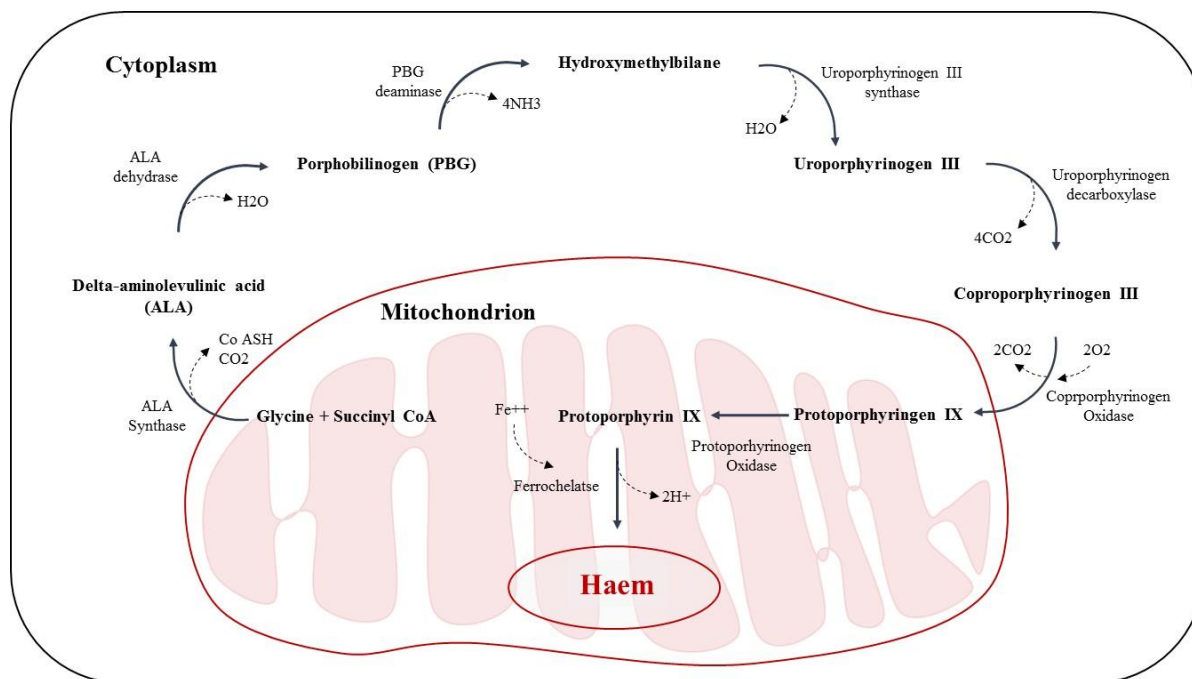 Cytoplasm
Hydroxymethylbilane
PBG
deaminase
4NH3
Uroporphyrinogen III
synthase
H2O
ALA
dehydrase
Porphobilinogen (PBG)
H2O
Uroporphyrinogen III
Uroporphyrinogen
decarboxylase
4CO2
Delta-aminolevulinic acid
(ALA)
Coproporphyrinogen III
Mitochondrion
Co ASH
CO2
2CO2
2O2
ALA
Synthase
Glycine + Succinyl CoA
Fe++
Protoporphyrin IX
Protoporphyringen IX
Coprporphyrinogen
Oxidase
Protoporhyrinogen
Oxidase
Ferrochelatse
2H+
Haem